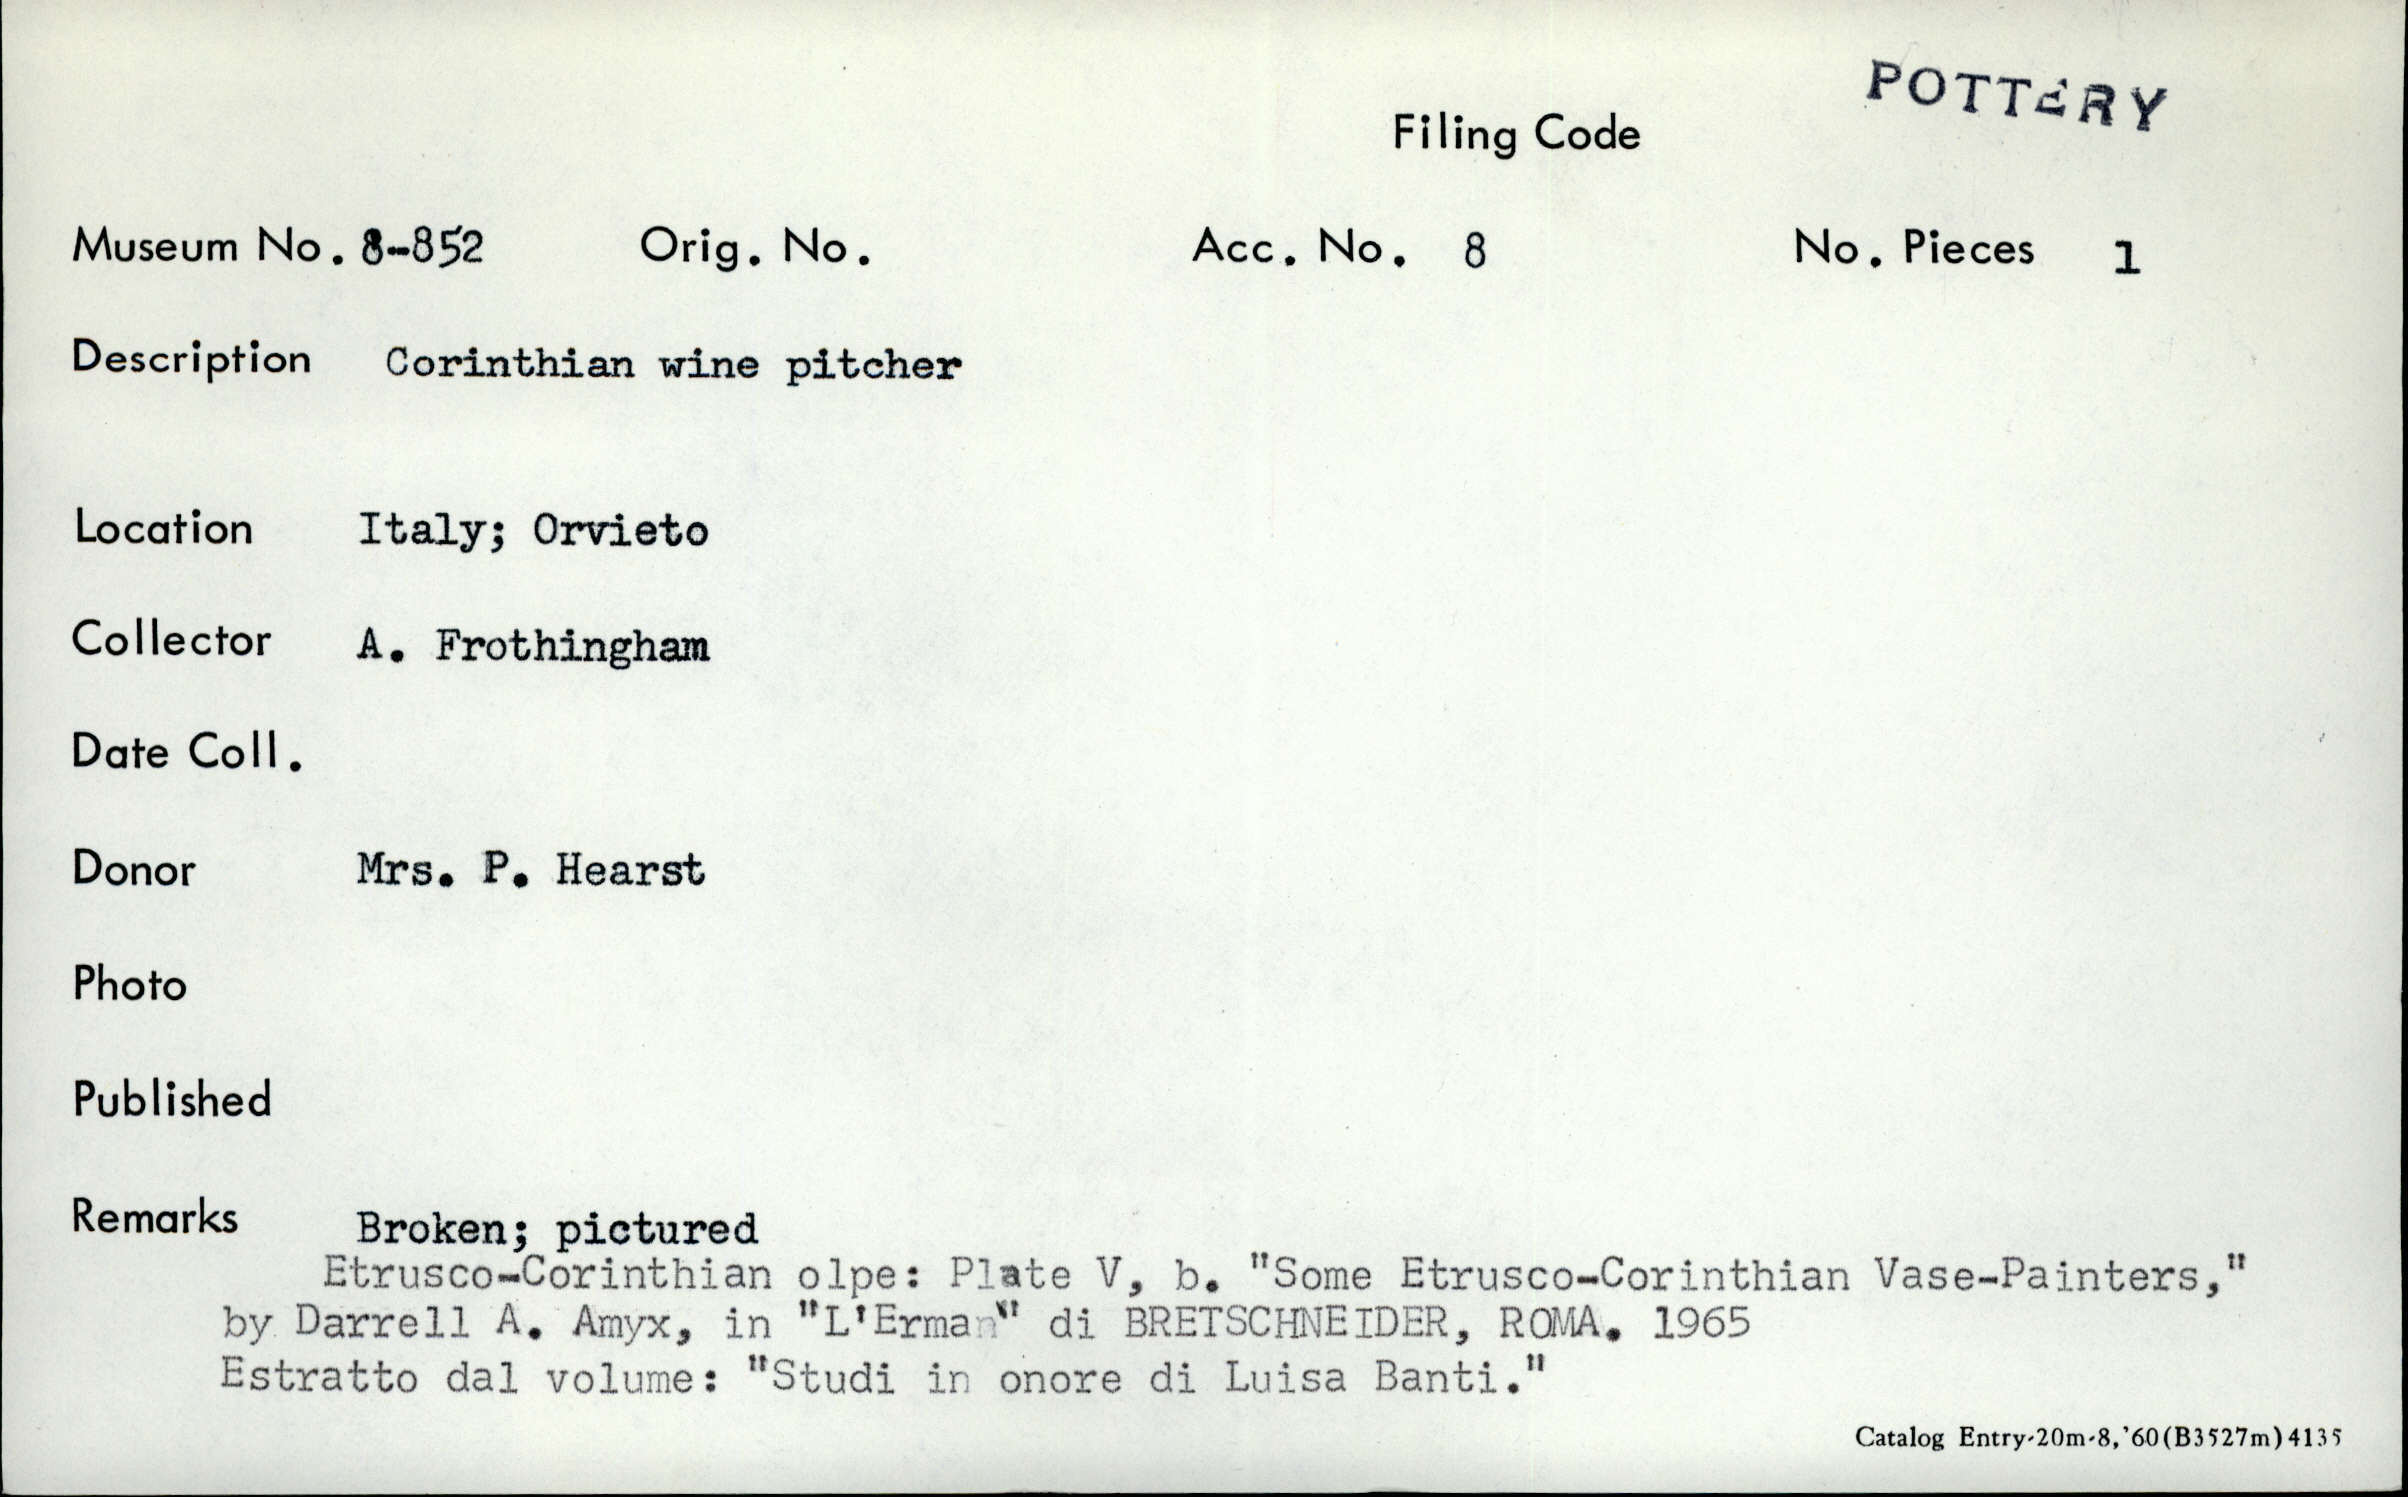 POTTERY
Filing Code
Museum No. 8-852 Orig. No. Acc. No. 8 No. Pieces 1
Description Corinthian wine pitcher
Location Italy; Orvieto
Collector A. Frothingham
Date Coll.
Donor Mrs. P. Hearst
Photo
Published
Remarks Broken; pictured
Etrusco-Corinthian olpe: Plate V, b. "Some Etrusco-Corinthian Vase-Painters,"
by Darrell A. Amyx, in "L'Erman" di BRETSCHNEIDER, ROMA. 1965
Estratto dal volume: "Studi in onore di Luisa Banti."
Catalog Entry-20m-8,'60(B3527m)4135